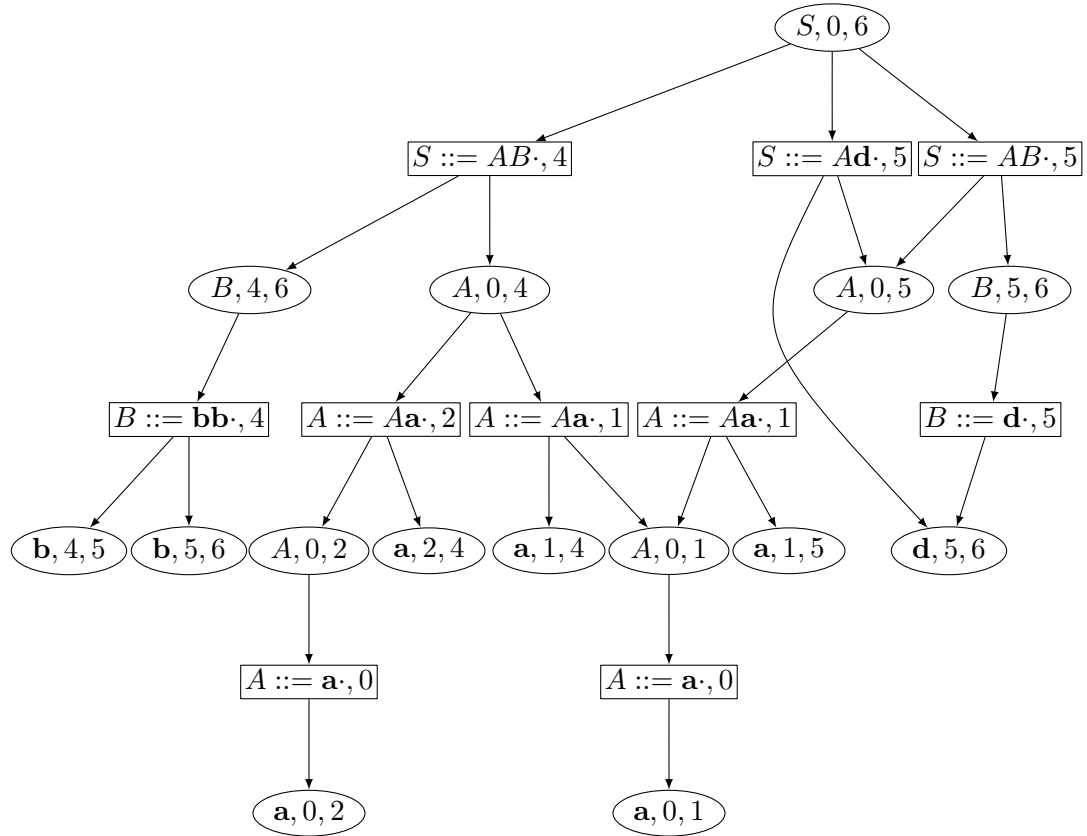 S, 0, 6
S ::= AB·, 4
S ::= Ad·, 5
S ::= AB·, 5
B, 4, 6
A, 0, 4
A, 0, 5
B, 5, 6
B ::= bb·, 4
A ::= Aa·, 2
A ::= Aa·, 1
A ::= Aa·, 1
B ::= d·, 5
b, 4, 5
b, 5, 6
A, 0, 2
a, 2, 4
a, 1, 4
A, 0, 1
a, 1, 5
d, 5, 6
A ::= a·, 0
A ::= a·, 0
a, 0, 2
a, 0, 1